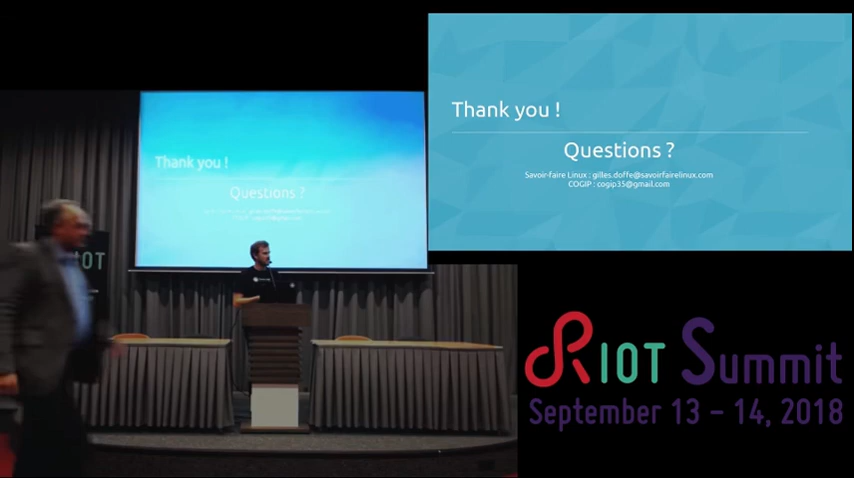 Thank you !
Questions ?
Savoir-faire Linux : gilles.doffe@savoirfairelinux.com
COGIP : cogip35@gmail.com
Thank you !
Questions ?
IOT
RIOT Summit
September 13 - 14, 2018